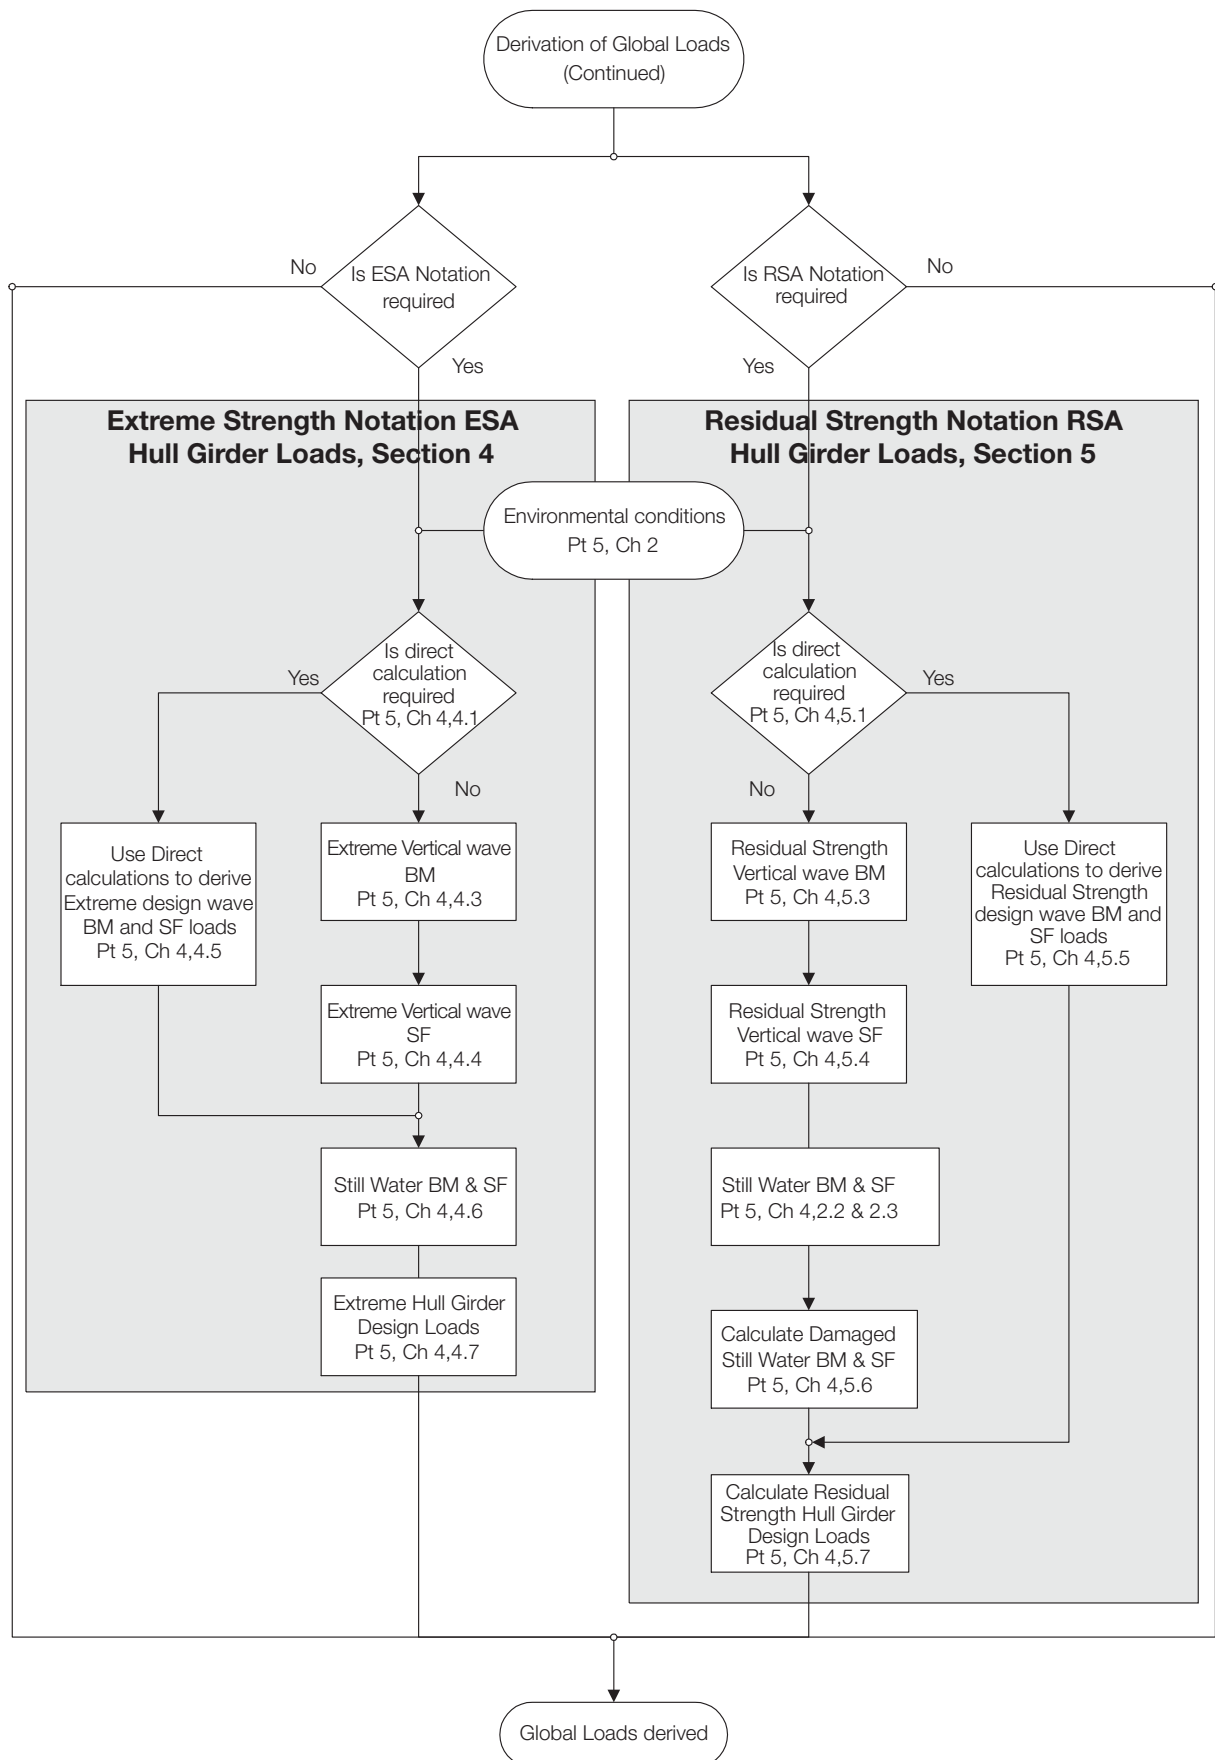 Derivation of Global Loads
(Continued)
No
Is ESA Notation
required
Yes
Is RSA Notation
required
No
Yes
Extreme Strength Notation ESA
Hull Girder Loads, Section 4
Residual Strength Notation RSA
Hull Girder Loads, Section 5
Environmental conditions
Pt 5, Ch 2
Yes
Is direct
calculation
required
Pt 5, Ch 4,4.1
No
Is direct
calculation
required
Pt 5, Ch 4,5.1
Yes
No
Use Direct
calculations to derive
Extreme design wave
BM and SF loads
Pt 5, Ch 4,4.5
Extreme Vertical wave
BM
Pt 5, Ch 4,4.3
Residual Strength
Vertical wave BM
Pt 5, Ch 4,5.3
Use Direct
calculations to derive
Residual Strength
design wave BM and
SF loads
Pt 5, Ch 4,5.5
Extreme Vertical wave
SF
Pt 5, Ch 4,4.4
Residual Strength
Vertical wave SF
Pt 5, Ch 4,5.4
Still Water BM & SF
Pt 5, Ch 4,4.6
Still Water BM & SF
Pt 5, Ch 4,2.2 & 2.3
Extreme Hull Girder
Design Loads
Pt 5, Ch 4,4.7
Calculate Damaged
Still Water BM & SF
Pt 5, Ch 4,5.6
Calculate Residual
Strength Hull Girder
Design Loads
Pt 5, Ch 4,5.7
Global Loads derived